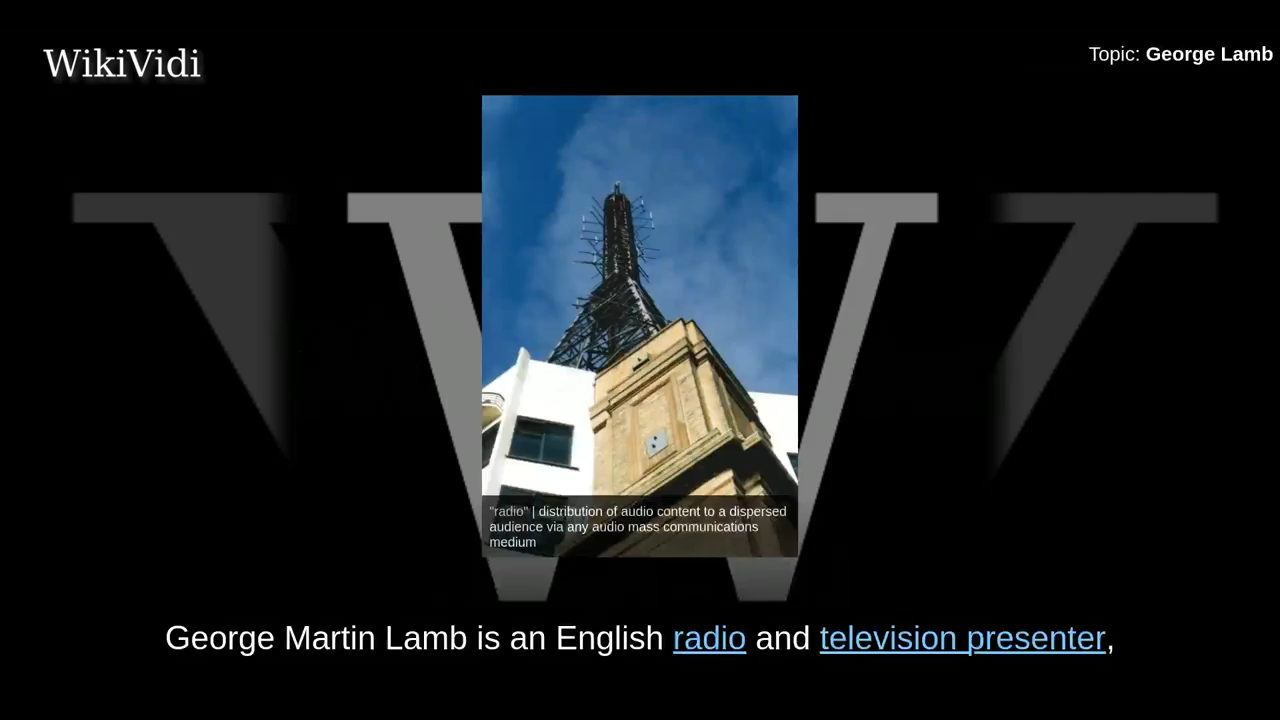 WikiVidi
Topic: George Lamb
"radio" | distribution of audio content to a dispersed
audience via any audio mass communications
medium
George Martin Lamb is an English radio and television presenter,